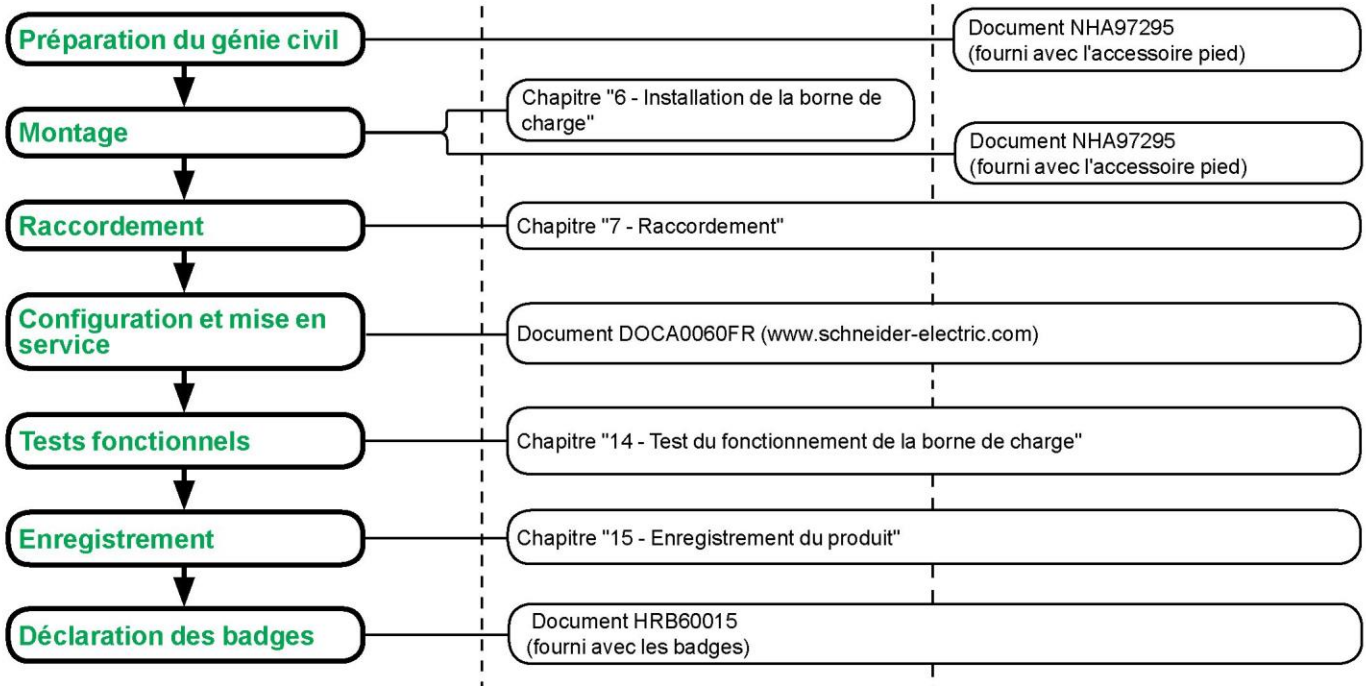 Préparation du génie civil
Document NHA97295
(fourni avec l'accessoire pied)
Montage
Chapitre "6 - Installation de la borne de
charge"
Document NHA97295
(fourni avec l'accessoire pied)
Raccordement
Chapitre "7 - Raccordement"
Configuration et mise en
service
Document DOCA0060FR (www.schneider-electric.com)
Tests fonctionnels
Chapitre "14 - Test du fonctionnement de la borne de charge"
Enregistrement
Chapitre "15 - Enregistrement du produit"
Déclaration des badges
Document HRB60015
(fourni avec les badges)